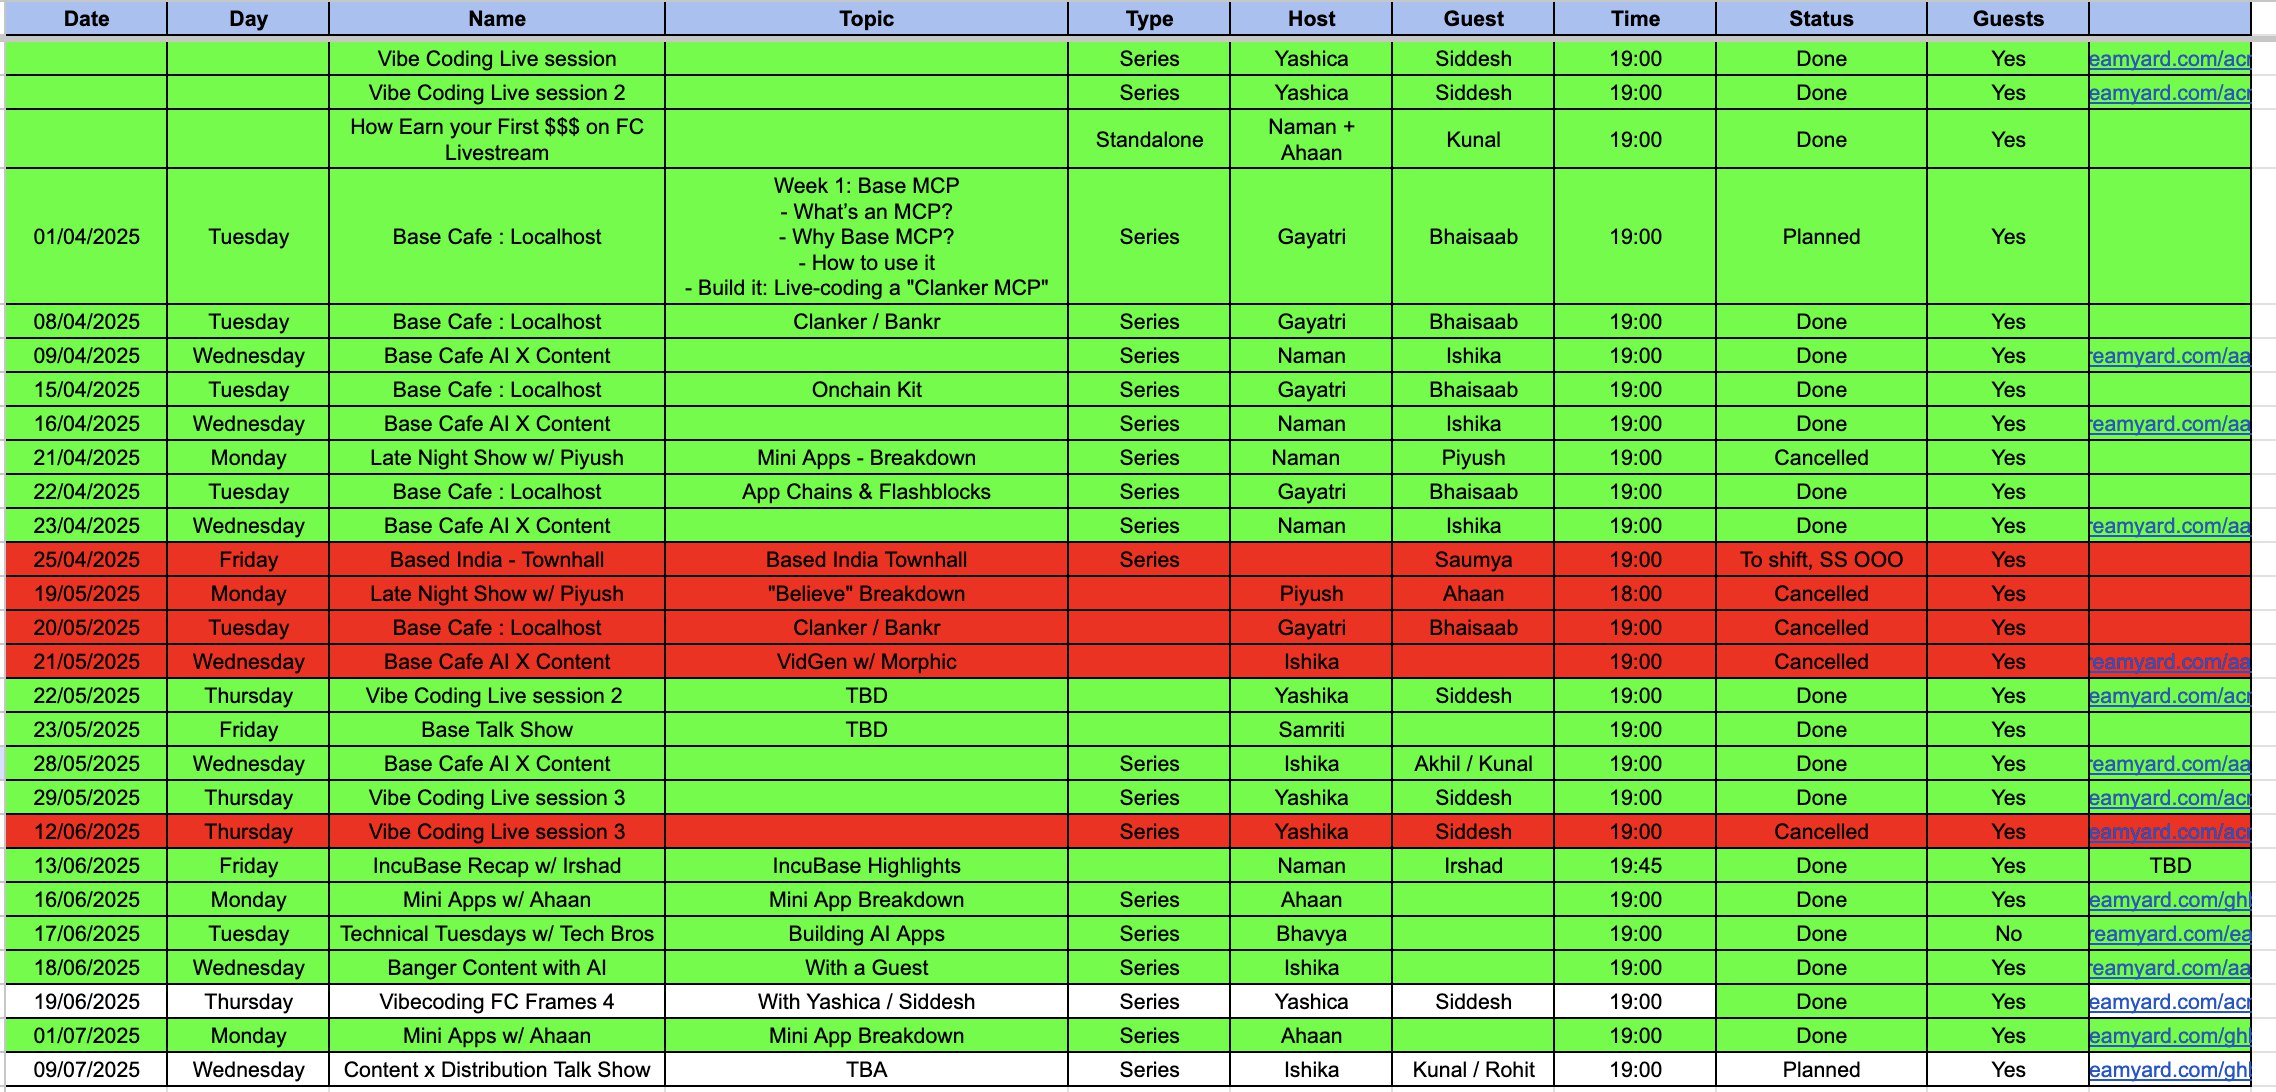 Date Day Name Topic Type Host Guest Time Status Guests
Vibe Coding Live session Series Yashica Siddesh 19:00 Done Yes eamyard.com/acr
Vibe Coding Live session 2 Series Yashica Siddesh 19:00 Done Yes eamyard.com/acr
How Earn your First $$$ on FC
Livestream Standalone Naman +
Ahaan Kunal 19:00 Done Yes
01/04/2025 Tuesday Base Cafe : Localhost Week 1: Base MCP
- What’s an MCP?
- Why Base MCP?
- How to use it
- Build it: Live-coding a "Clanker MCP" Series Gayatri Bhaisaab 19:00 Planned Yes
08/04/2025 Tuesday Base Cafe : Localhost Clanker / Bankr Series Gayatri Bhaisaab 19:00 Done Yes
09/04/2025 Wednesday Base Cafe AI X Content Series Naman Ishika 19:00 Done Yes reamyard.com/aa
15/04/2025 Tuesday Base Cafe : Localhost Onchain Kit Series Gayatri Bhaisaab 19:00 Done Yes
16/04/2025 Wednesday Base Cafe AI X Content Series Naman Ishika 19:00 Done Yes reamyard.com/aa
21/04/2025 Monday Late Night Show w/ Piyush Mini Apps - Breakdown Series Naman Piyush 19:00 Cancelled Yes
22/04/2025 Tuesday Base Cafe : Localhost App Chains & Flashblocks Series Gayatri Bhaisaab 19:00 Done Yes
23/04/2025 Wednesday Base Cafe AI X Content Series Naman Ishika 19:00 Done Yes reamyard.com/aa
25/04/2025 Friday Based India - Townhall Based India Townhall Series Saumya 19:00 To shift, SS OOO Yes
19/05/2025 Monday Late Night Show w/ Piyush "Believe" Breakdown Piyush Ahaan 18:00 Cancelled Yes
20/05/2025 Tuesday Base Cafe : Localhost Clanker / Bankr Gayatri Bhaisaab 19:00 Cancelled Yes
21/05/2025 Wednesday Base Cafe AI X Content VidGen w/ Morphic Ishika 19:00 Cancelled Yes reamyard.com/aa
22/05/2025 Thursday Vibe Coding Live session 2 TBD Yashika Siddesh 19:00 Done Yes eamyard.com/acr
23/05/2025 Friday Base Talk Show TBD Samriti 19:00 Done Yes
28/05/2025 Wednesday Base Cafe AI X Content Series Ishika Akhil / Kunal 19:00 Done Yes reamyard.com/aa
29/05/2025 Thursday Vibe Coding Live session 3 Series Yashika Siddesh 19:00 Done Yes eamyard.com/acr
12/06/2025 Thursday Vibe Coding Live session 3 Series Yashika Siddesh 19:00 Cancelled Yes eamyard.com/acr
13/06/2025 Friday IncuBase Recap w/ Irshad IncuBase Highlights Naman Irshad 19:45 Done Yes TBD
16/06/2025 Monday Mini Apps w/ Ahaan Mini App Breakdown Series Ahaan 19:00 Done Yes eamyard.com/gh
17/06/2025 Tuesday Technical Tuesdays w/ Tech Bros Building AI Apps Series Bhavya 19:00 Done No reamyard.com/ea
18/06/2025 Wednesday Banger Content with AI With a Guest Series Ishika 19:00 Done Yes reamyard.com/aa
19/06/2025 Thursday Vibecoding FC Frames 4 With Yashica / Siddesh Series Yashica Siddesh 19:00 Done Yes eamyard.com/acr
01/07/2025 Monday Mini Apps w/ Ahaan Mini App Breakdown Series Ahaan 19:00 Done Yes eamyard.com/gh
09/07/2025 Wednesday Content x Distribution Talk Show TBA Series Ishika Kunal / Rohit 19:00 Planned Yes eamyard.com/gh